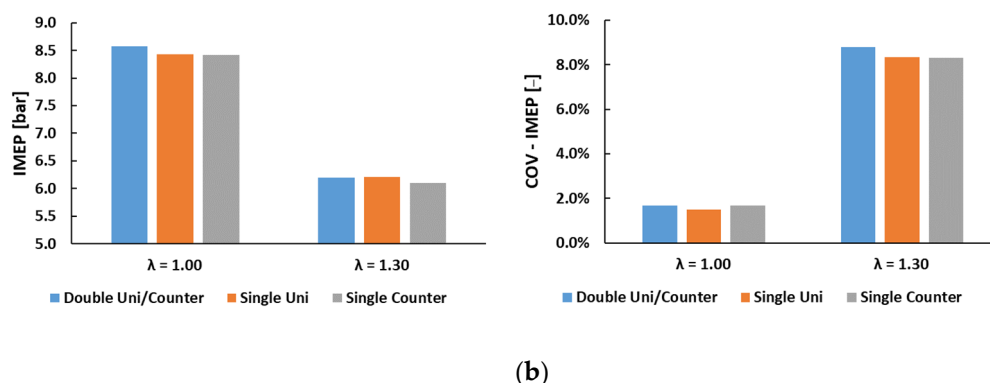 IMEP [bar]
9.0
8.5
8.0
7.5
7.0
6.5
6.0
5.5
5.0
λ = 1.00
λ = 1.30
Double Uni/Counter
Single Uni
Single Counter
COV - IMEP [–]
10.0%
8.0%
6.0%
4.0%
2.0%
0.0%
λ = 1.00
λ = 1.30
Double Uni/Counter
Single Uni
Single Counter
(b)